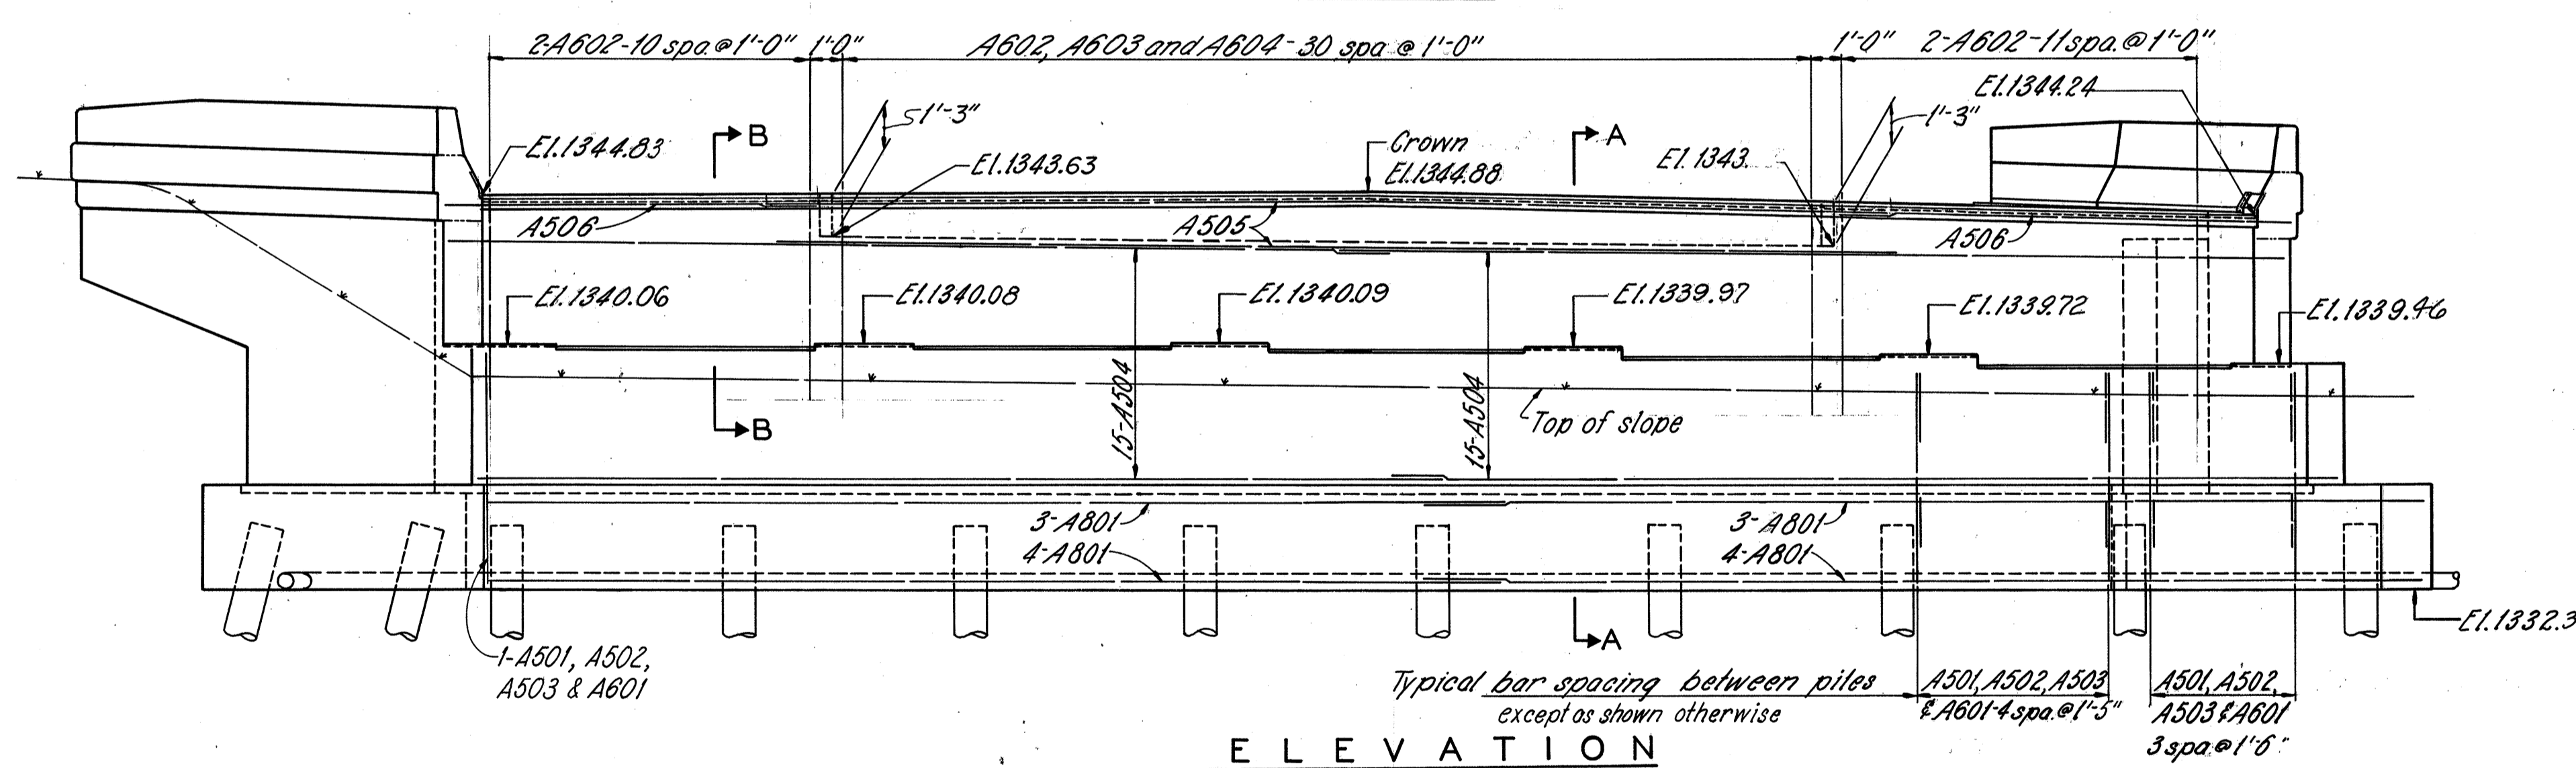 2-A602-10 spa. @ 1'-0" 1'-0" A602, A603 and A604-30 spa @ 1'-0" 1'-0" 2-A602-11 spa. @ 1'-0"
El.1344.24
1'-3" 1'-3"
B A
El.1344.83 Crown
El.1343.63 El.1344.88 El.1343.
A506 A505 A506
El.1340.06 El.1340.08 El.1340.09 El.1339.97 El.1339.72 El.1339.46
15-A504 15-A504
B Top of slope
3-A801 3-A801
4-A801 4-A801
El.1332.3
A
1-A501, A502,
A503 & A601
Typical bar spacing between piles
except as shown otherwise
A501, A502, A503
& A601-4 spa. @ 1'-5"
A501, A502,
A503 & A601
3 spa. @ 1'-6"
ELEVATION